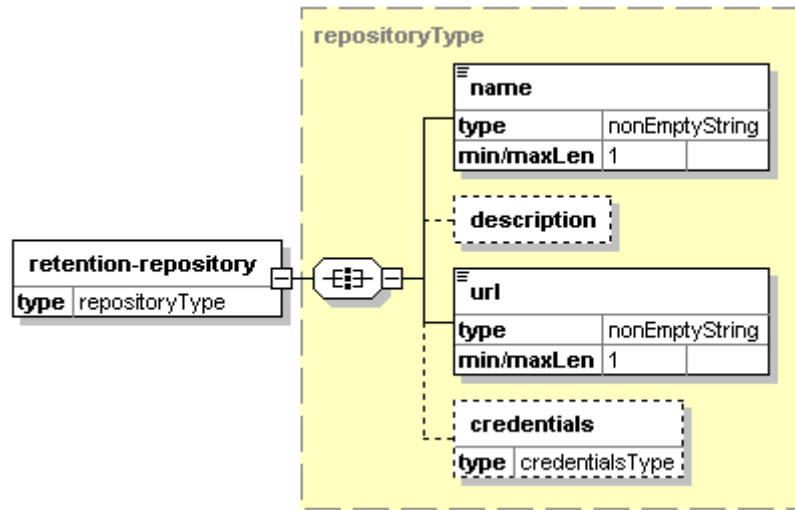 repositoryType
name
type nonEmptyString
min/maxLen 1
description
retention-repository
type repositoryType
url
type nonEmptyString
min/maxLen 1
credentials
type credentialsType